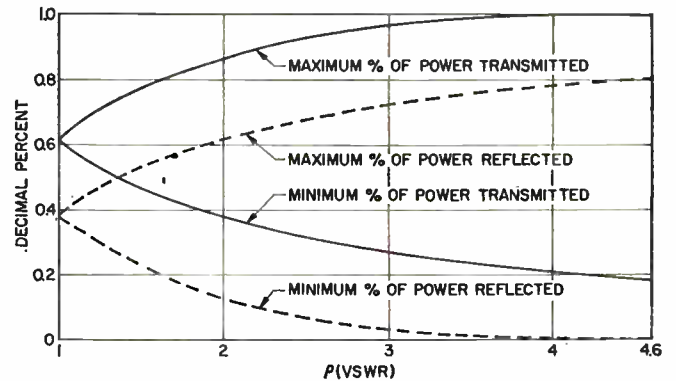 1.0
0.8
0.6
0.4
0.2
0
.DECIMAL PERCENT
MAXIMUM % OF POWER TRANSMITTED
MAXIMUM % OF POWER REFLECTED
MINIMUM % OF POWER TRANSMITTED
MINIMUM % OF POWER REFLECTED
1 2 3 4 4.6
ρ(VSWR)